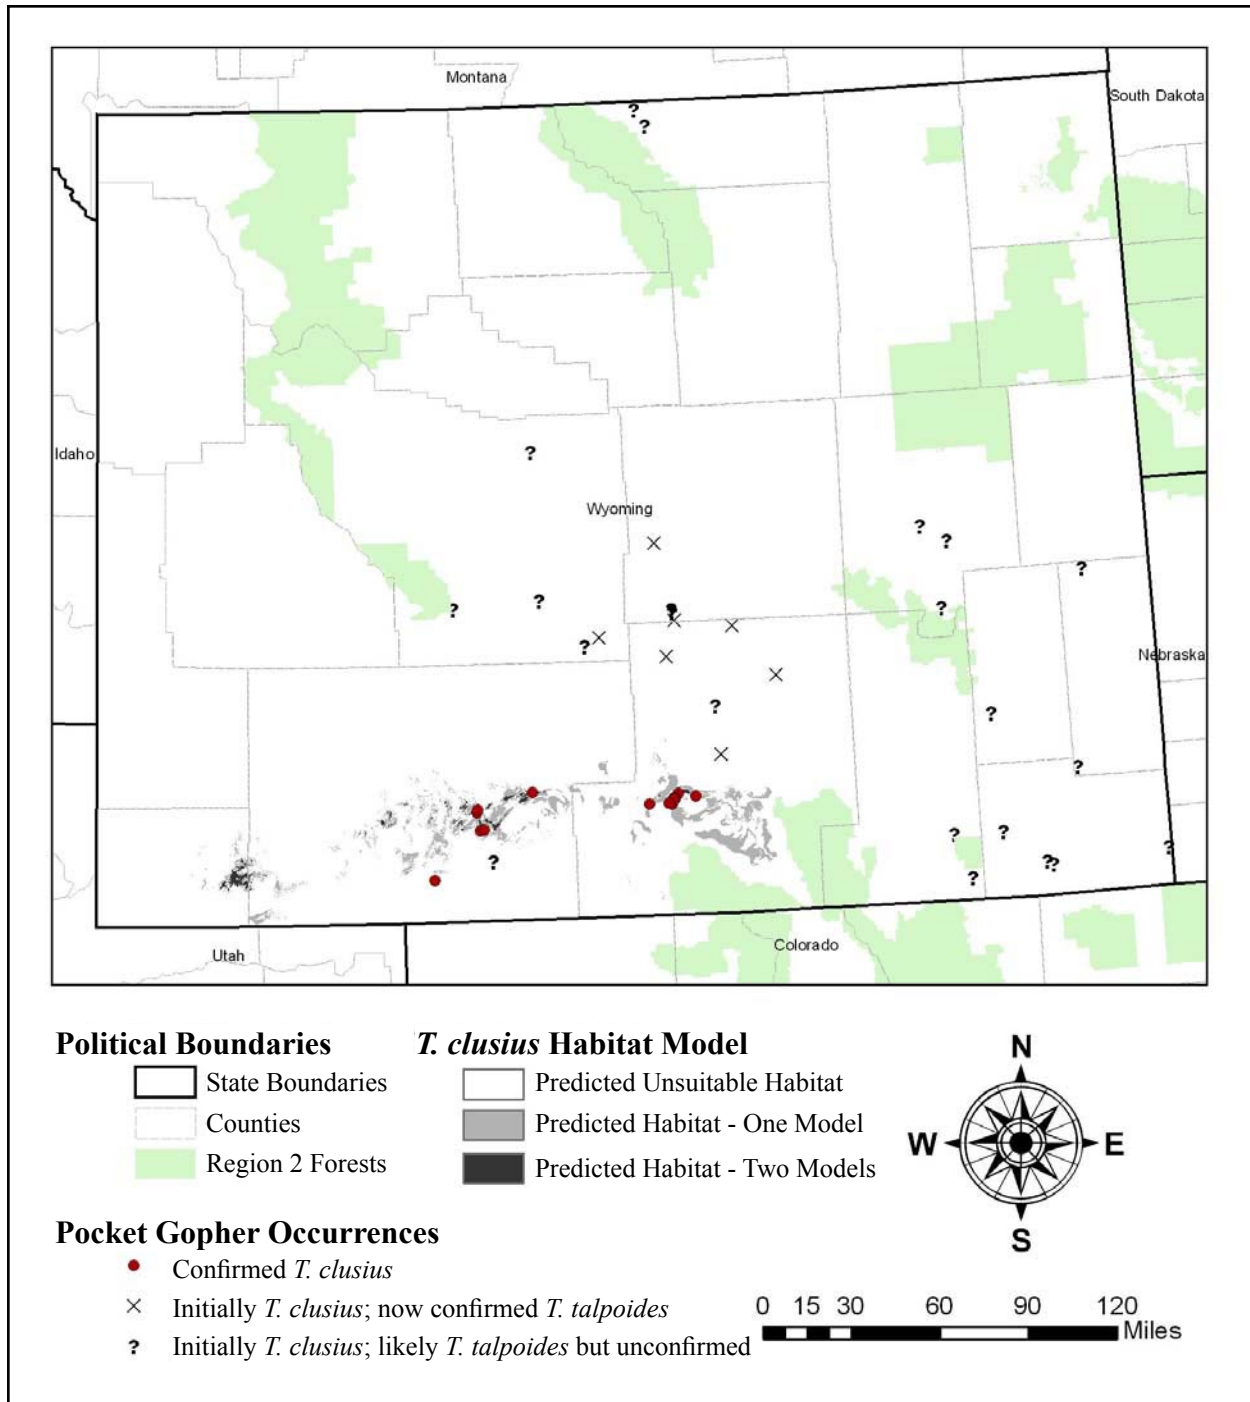 Montana
South Dakota
Idaho
Wyoming
Nebraska
Utah
Colorado
Political Boundaries
State Boundaries
Counties
Region 2 Forests
T. clusius Habitat Model
Predicted Unsuitable Habitat
Predicted Habitat - One Model
Predicted Habitat - Two Models
N
W E
S
Pocket Gopher Occurrences
Confirmed T. clusius
Initially T. clusius; now confirmed T. talpoides
? Initially T. clusius; likely T. talpoides but unconfirmed
0 15 30 60 90 120
Miles